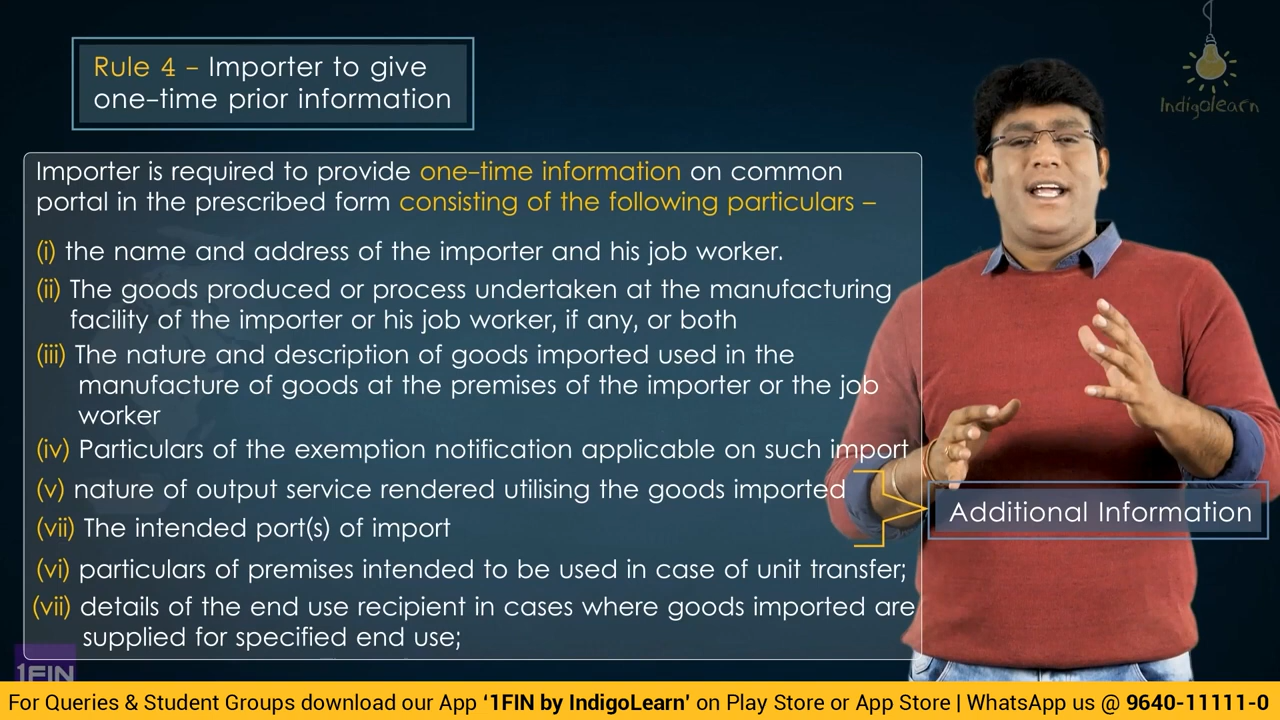 Rule 4 – Importer to give
one-time prior information
Indigolearn
Importer is required to provide one-time information on common
portal in the prescribed form consisting of the following particulars –
(i) the name and address of the importer and his job worker.
(ii) The goods produced or process undertaken at the manufacturing
facility of the importer or his job worker, if any, or both
(iii) The nature and description of goods imported used in the
manufacture of goods at the premises of the importer or the job
worker
(iv) Particulars of the exemption notification applicable on such import
(v) nature of output service rendered utilising the goods imported
Additional Information
(vii) The intended port(s) of import
(vi) particulars of premises intended to be used in case of unit transfer;
(vii) details of the end use recipient in cases where goods imported are
supplied for specified end use;
1FIN
For Queries & Student Groups download our App ‘1FIN by IndigoLearn’ on Play Store or App Store | WhatsApp us @ 9640-11111-0